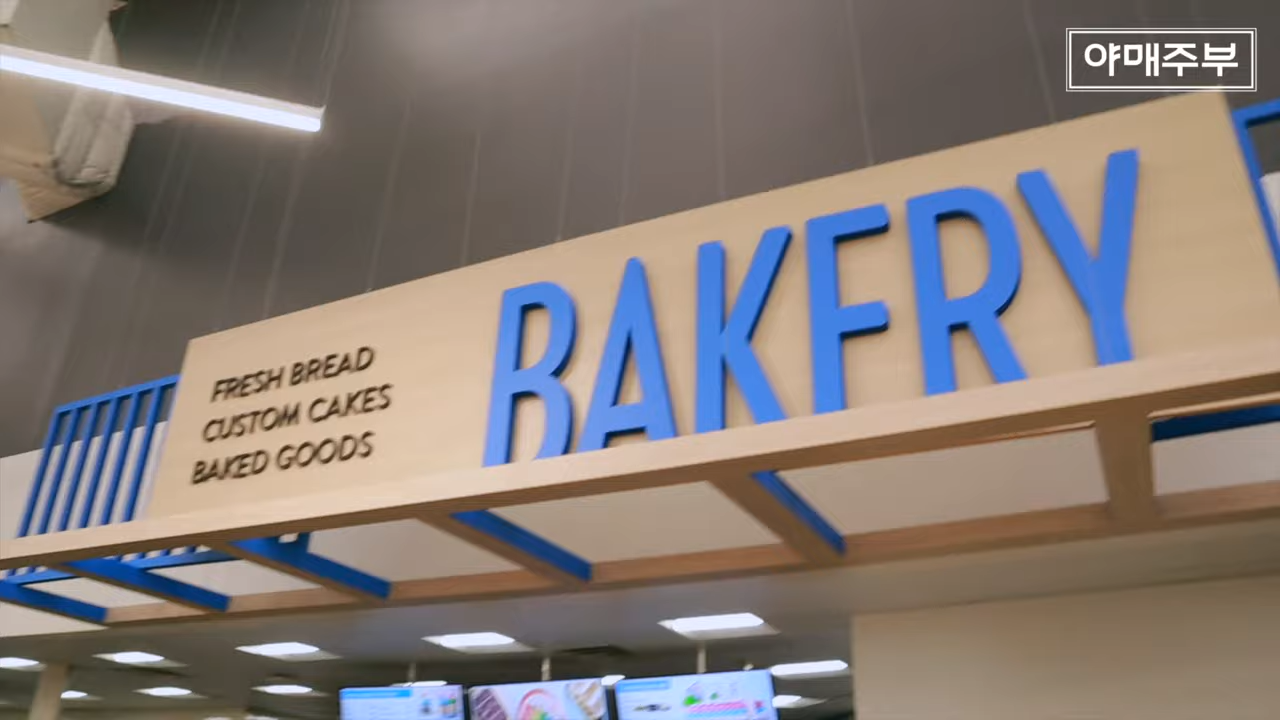 야매주부
BAKERY
FRESH BREAD
CUSTOM CAKES
BAKED GOODS